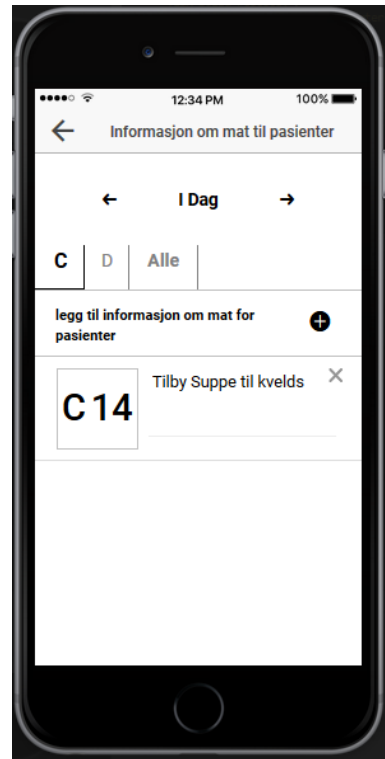 12:34 PM 100%
Informasjon om mat til pasienter
I Dag
C D Alle
legg til informasjon om mat for
pasienter
Tilby Suppe til kvelds
C 14